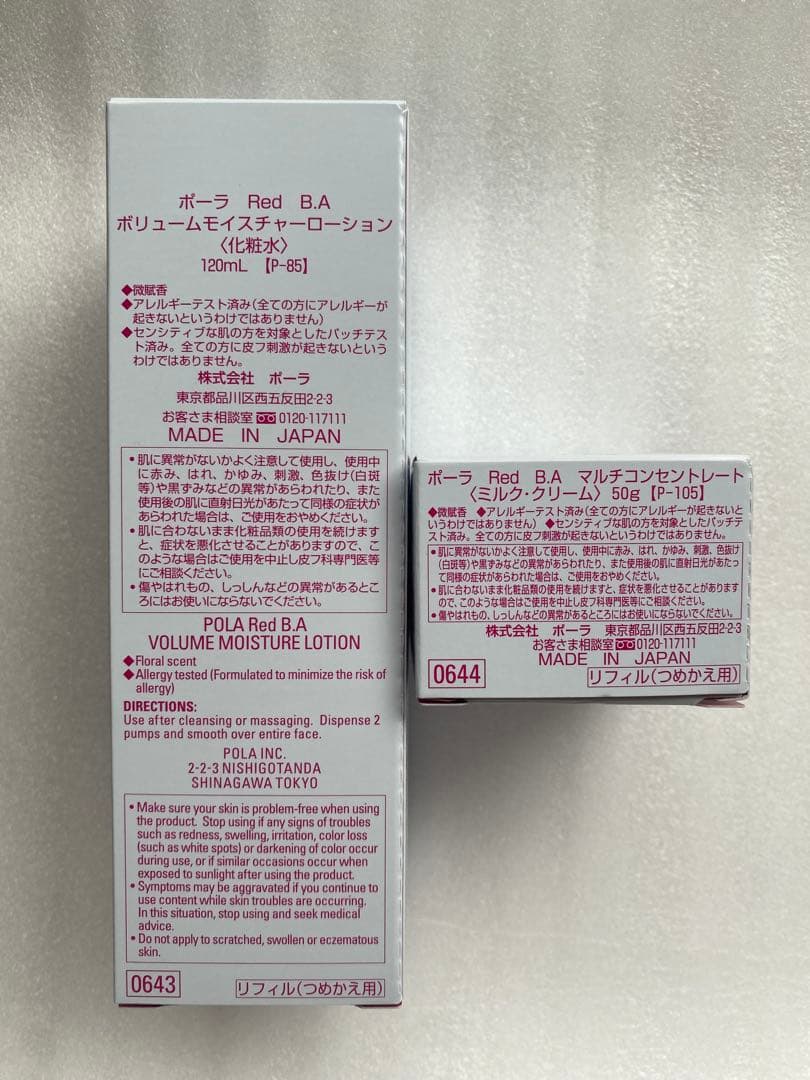 ポーラ Red B.A
ボリュームモイスチャーローション
〈化粧水〉
120mL 【P-85】
◆微賦香
◆アレルギーテスト済み(全ての方にアレルギーが
起きないというわけではありません)
◆センシティブな肌の方を対象としたパッチテス
ト済み。全ての方に皮フ刺激が起きないという
わけではありません。
株式会社 ポーラ
東京都品川区西五反田2-2-3
お客さま相談室 0120-117111
MADE IN JAPAN
・肌に異常がないかよく注意して使用し、使用中
に赤み、はれ、かゆみ、刺激、色抜け(白斑
等)や黒ずみなどの異常があらわれたり、また
使用後の肌に直射日光があたって同様の症状が
あらわれた場合は、ご使用をおやめください。
・肌に合わないまま化粧品類の使用を続けます
と、症状を悪化させることがありますので、こ
のような場合はご使用を中止し皮フ科専門医等
にご相談ください。
・傷やはれもの、しっしんなどの異常があるとこ
ろにはお使いにならないでください。
POLA Red B.A
VOLUME MOISTURE LOTION
◆Floral scent
◆Allergy tested (Formulated to minimize the risk of
allergy)
DIRECTIONS:
Use after cleansing or massaging. Dispense 2
pumps and smooth over entire face.
POLA INC.
2-2-3 NISHIGOTANDA
SHINAGAWA TOKYO
• Make sure your skin is problem-free when using
the product. Stop using if any signs of troubles
such as redness, swelling, irritation, color loss
(such as white spots) or darkening of color occur
during use, or if similar occasions occur when
exposed to sunlight after using the product.
• Symptoms may be aggravated if you continue to
use content while skin troubles are occurring.
In this situation, stop using and seek medical
advice.
• Do not apply to scratched, swollen or eczematous
skin.
0643
リフィル(つめかえ用)
ポーラ Red B.A マルチコンセントレート
〈ミルク・クリーム〉50g【P-105】
◆微賦香 ◆アレルギーテスト済み(全ての方にアレルギーが起きないと
いうわけではありません) ◆センシティブな肌の方を対象としたパッチテ
スト済み。全ての方に皮フ刺激が起きないというわけではありません。
・肌に異常がないかよく注意して使用し、使用中に赤み、はれ、かゆみ、刺激、色抜け
(白斑等)や黒ずみなどの異常があらわれたり、また使用後の肌に直射日光があたっ
て同様の症状があらわれた場合は、ご使用をおやめください。
・肌に合わないまま化粧品類の使用を続けますと、症状を悪化させることがあります
ので、このような場合はご使用を中止し皮フ科専門医等にご相談ください。
・傷やはれもの、しっしんなどの異常があるところにはお使いにならないでください。
株式会社 ポーラ 東京都品川区西五反田2-2-3
お客さま相談室 0120-117111
MADE IN JAPAN
0644
リフィル(つめかえ用)